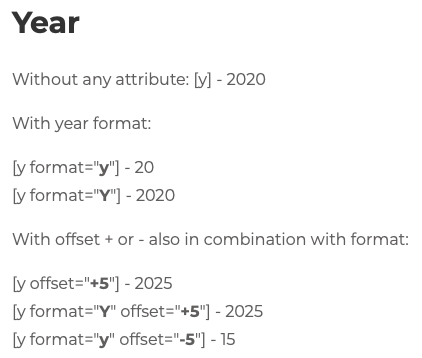 Year
Without any attribute: [y] - 2020
With year format:
[y format="y"] - 20
[y format="Y"] - 2020
With offset + or - also in combination with format:
[y offset="+5"] - 2025
[y format="Y" offset="+5"] - 2025
[y format="y" offset="-5"] - 15